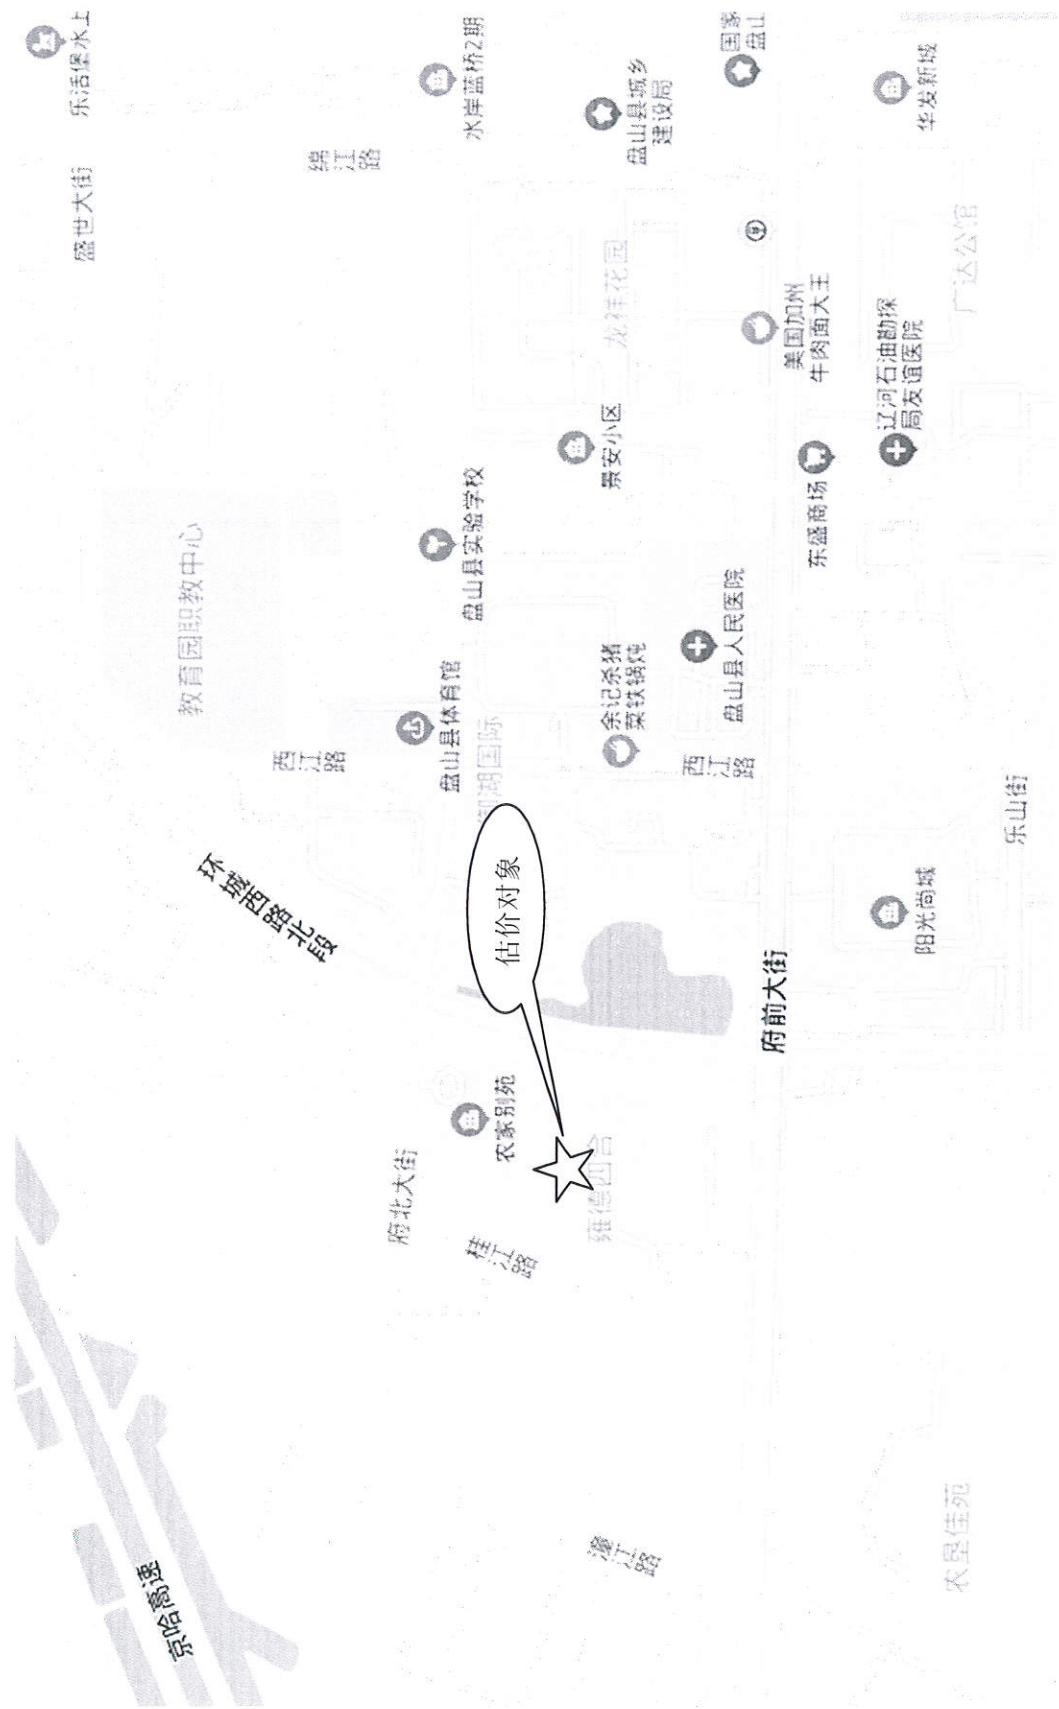 盛世大街
乐活堡水上
京哈高速
教育园职教中心
环城西路北段
西江路
绵江路
府北大街
盘山县体育馆
盘山县实验学校
水岸蓝桥2期
御湖国际
桂江路
农家别苑
估价对象
雍德四合
景安小区
龙祥花园
濠江路
余记杀猪
菜铁锅炖
盘山县城乡
建设局
西江路
盘山县人民医院
国家
盘山
府前大街
美国加州
牛肉面大王
东盛商场
辽河石油勘探
局友谊医院
阳光尚城
华发新城
农垦佳苑
广达公馆
乐山街